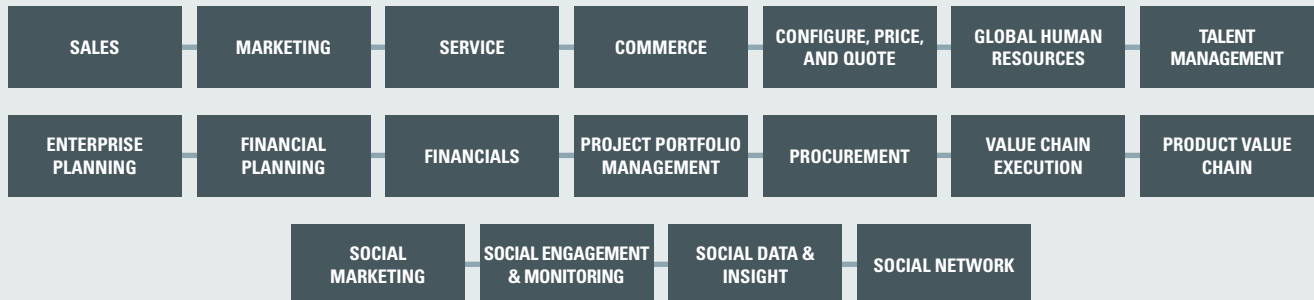 SALES
MARKETING
SERVICE
COMMERCE
CONFIGURE, PRICE,
AND QUOTE
GLOBAL HUMAN
RESOURCES
TALENT
MANAGEMENT
ENTERPRISE
PLANNING
FINANCIAL
PLANNING
FINANCIALS
PROJECT PORTFOLIO
MANAGEMENT
PROCUREMENT
VALUE CHAIN
EXECUTION
PRODUCT VALUE
CHAIN
SOCIAL
MARKETING
SOCIAL ENGAGEMENT
& MONITORING
SOCIAL DATA &
INSIGHT
SOCIAL NETWORK